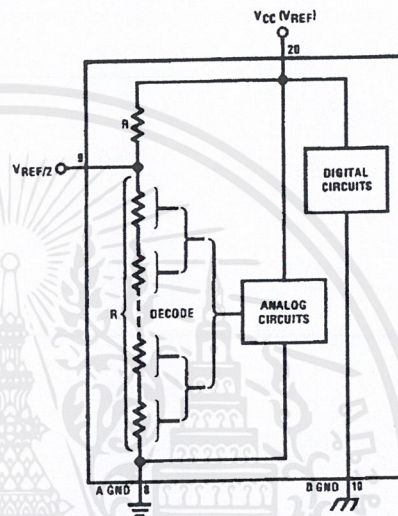 VCC (VREF)
20
R
9
VREF/2
DIGITAL
CIRCUITS
R
DECODE
ANALOG
CIRCUITS
A GND
8
D GND
10